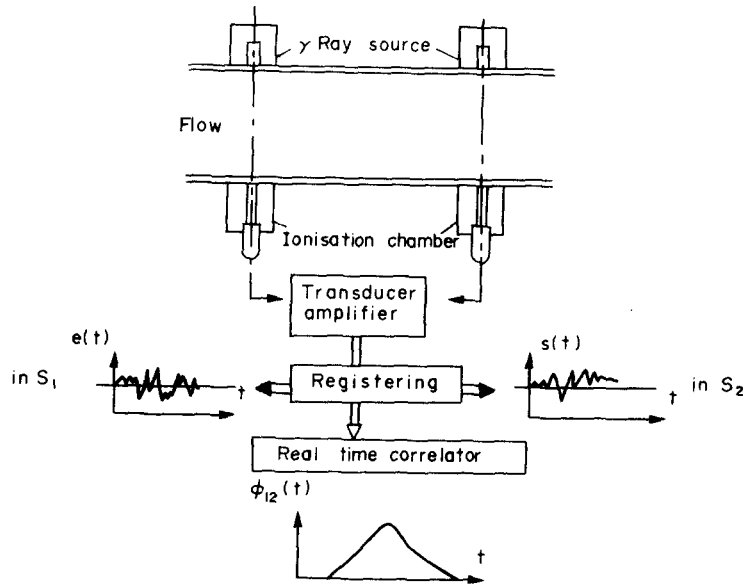 γ Ray source
Flow
Ionisation chamber
Transducer
amplifier
e(t)
s(t)
in S₁
t
Registering
t
in S₂
Real time correlator
ϕ₁₂(t)
t